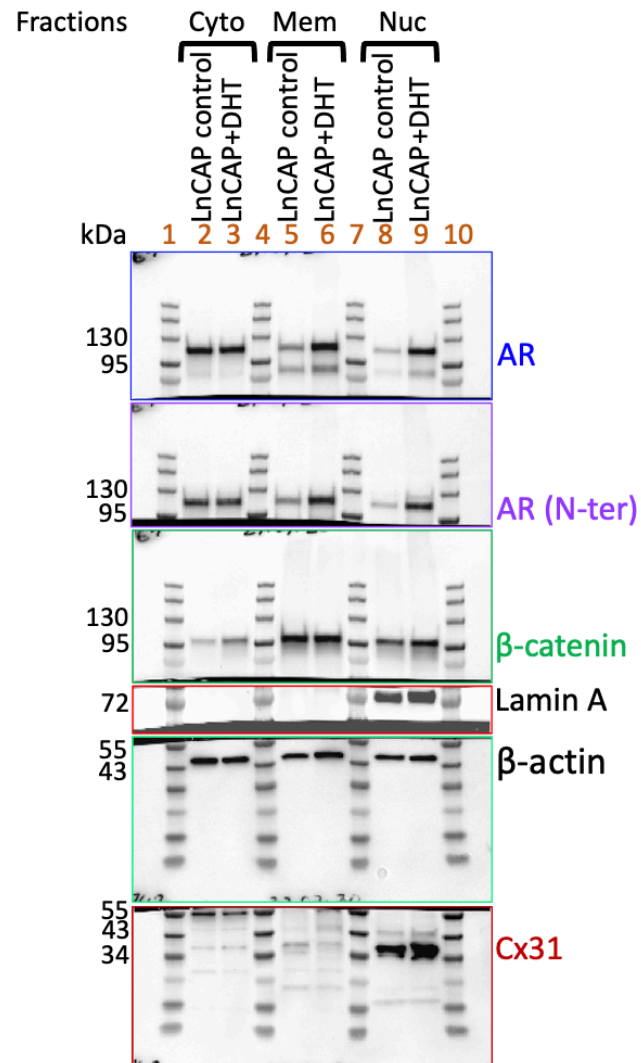 Fractions Cyto Mem Nuc
LnCAP control
LnCAP+DHT
LnCAP control
LnCAP+DHT
LnCAP control
LnCAP+DHT
kDa 1 2 3 4 5 6 7 8 9 10
130
95
AR
130
95
AR (N-ter)
130
95
β-catenin
72
Lamin A
55
43
β-actin
55
43
34
Cx31